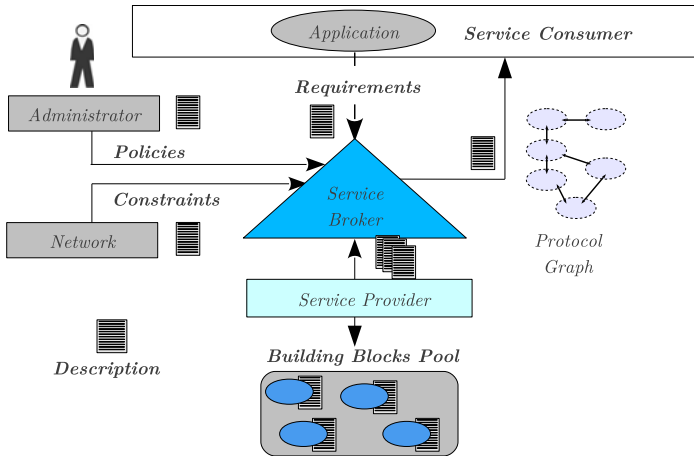 Application
Service Consumer
Requirements
Administrator
Policies
Constraints
Service
Broker
Network
Protocol
Graph
Service Provider
Description
Building Blocks Pool